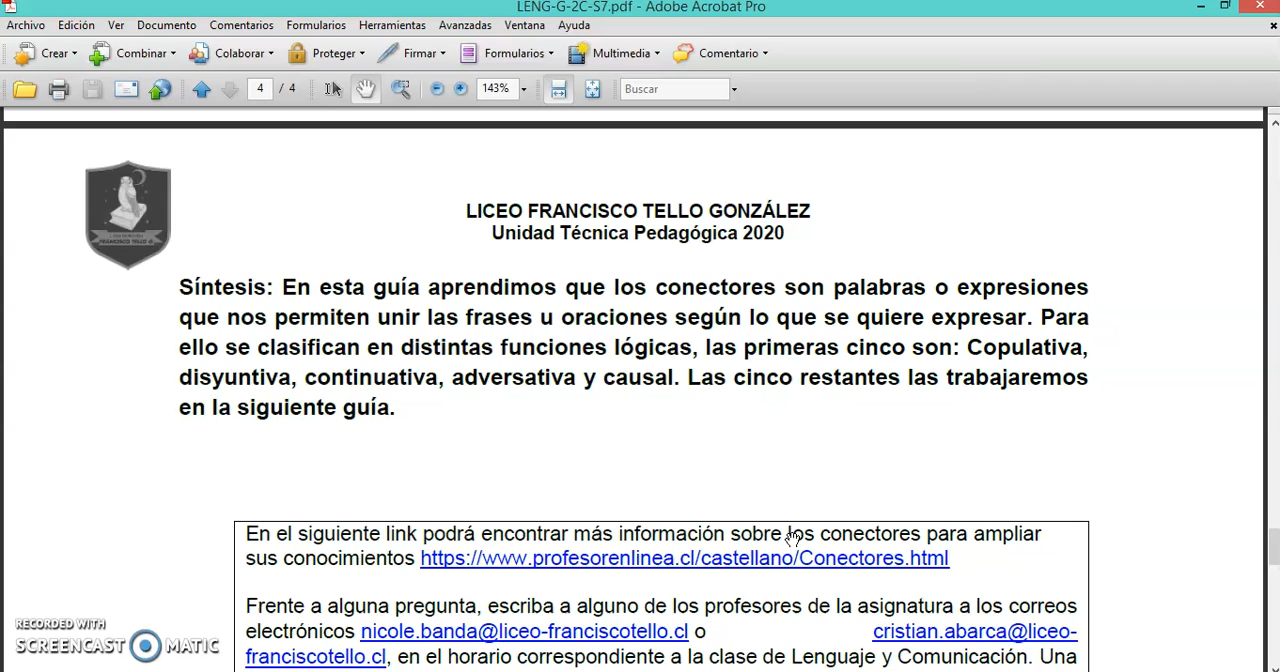 LENG-G-2C-S7.pdf - Adobe Acrobat Pro
Archivo Edición Ver Documento Comentarios Formularios Herramientas Avanzadas Ventana Ayuda
Crear Combinar Colaborar Proteger Firmar Formularios Multimedia Comentario
4 / 4 143% Buscar
LICEO FRANCISCO TELLO GONZÁLEZ
Unidad Técnica Pedagógica 2020
FRANCISCO TELLO G.
Síntesis: En esta guía aprendimos que los conectores son palabras o expresiones
que nos permiten unir las frases u oraciones según lo que se quiere expresar. Para
ello se clasifican en distintas funciones lógicas, las primeras cinco son: Copulativa,
disyuntiva, continuativa, adversativa y causal. Las cinco restantes las trabajaremos
en la siguiente guía.
En el siguiente link podrá encontrar más información sobre los conectores para ampliar
sus conocimientos https://www.profesorenlinea.cl/castellano/Conectores.html
Frente a alguna pregunta, escriba a alguno de los profesores de la asignatura a los correos
electrónicos nicole.banda@liceo-franciscotello.cl o cristian.abarca@liceo-
franciscotello.cl, en el horario correspondiente a la clase de Lenguaje y Comunicación. Una
RECORDED WITH
SCREENCAST MATIC